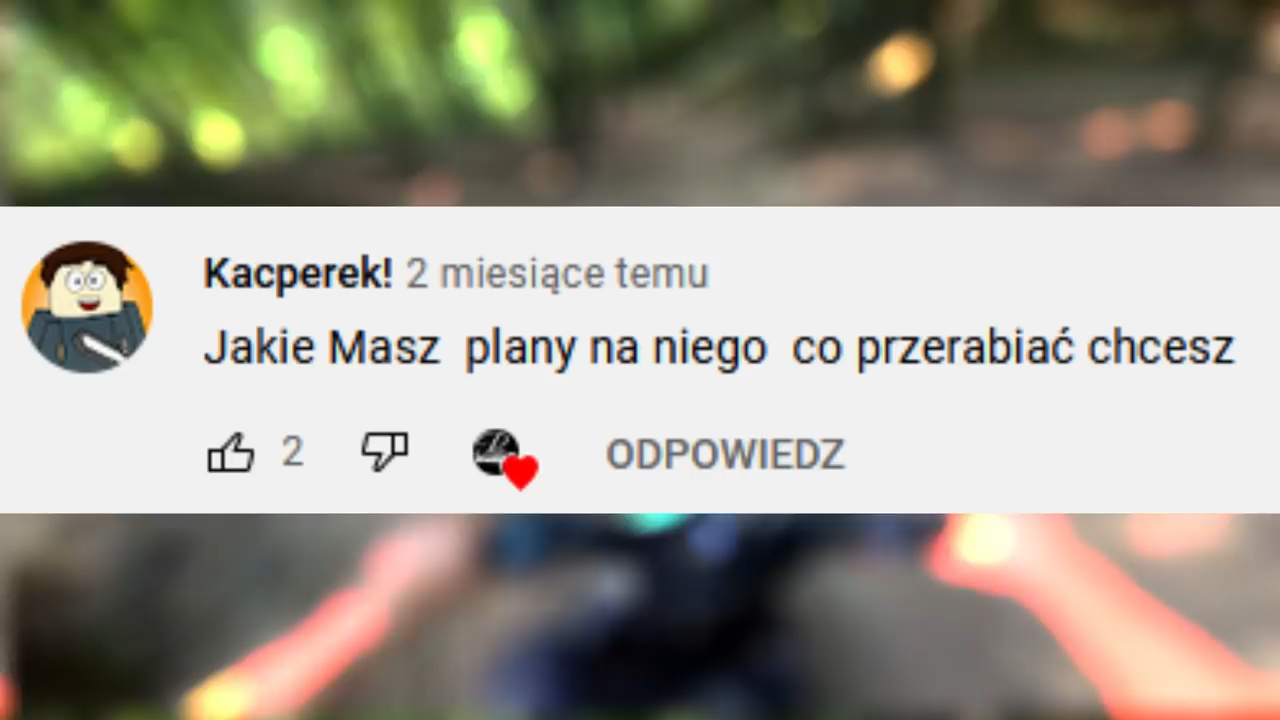 Kacperek! 2 miesiące temu
Jakie Masz  plany na niego  co przerabiać chcesz
2
ODPOWIEDZ